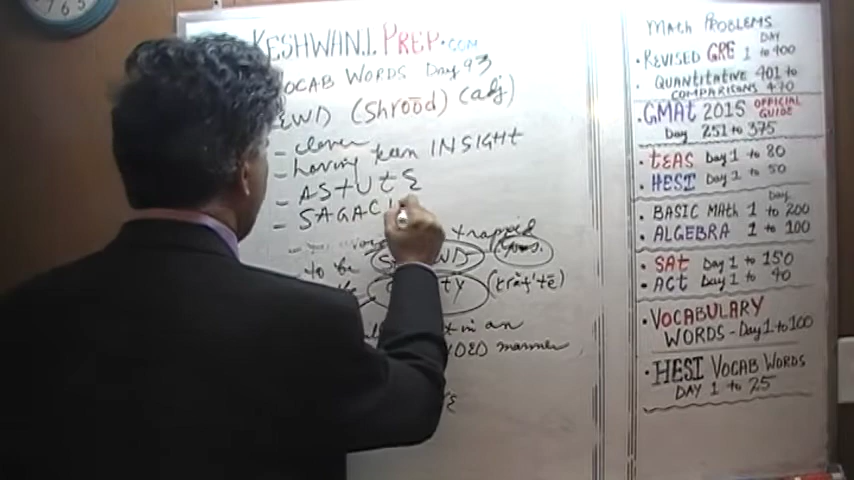 KESHWANI PREP.COM
VOCAB WORDS Day 93
(shrood) (adj)
- clever
- having keen INSIGHT
- ASTUTE
- SAGACI
trapped
to be
(kraf'tē)
in an
manner
MATH PROBLEMS
DAY
• REVISED GRE 1 to 400
• QUANTITATIVE 401 to
COMPARISONS 470
• GMAT 2015 OFFICIAL GUIDE
Day 251 to 375
• TEAS Day 1 to 80
• HESI Day 1 to 50
Day
• BASIC MATH 1 to 200
• ALGEBRA 1 to 100
• SAT Day 1 to 150
• ACT Day 1 to 40
• VOCABULARY
WORDS - Day 1 to 100
• HESI VOCAB WORDS
DAY 1 to 25